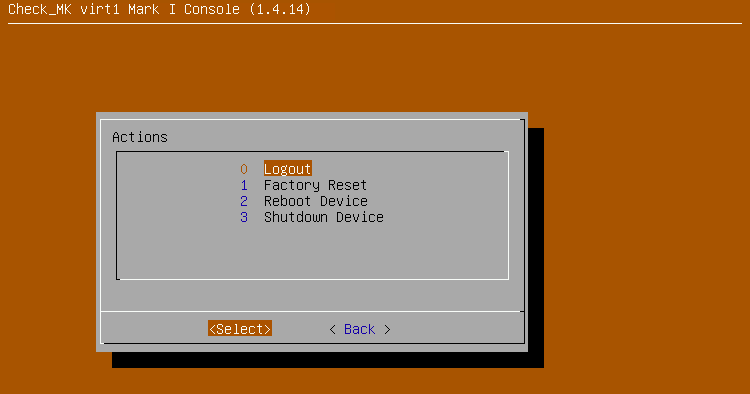 Check_MK virt1 Mark I Console (1.4.14)
Actions
0 Logout
1 Factory Reset
2 Reboot Device
3 Shutdown Device
<Select> < Back >